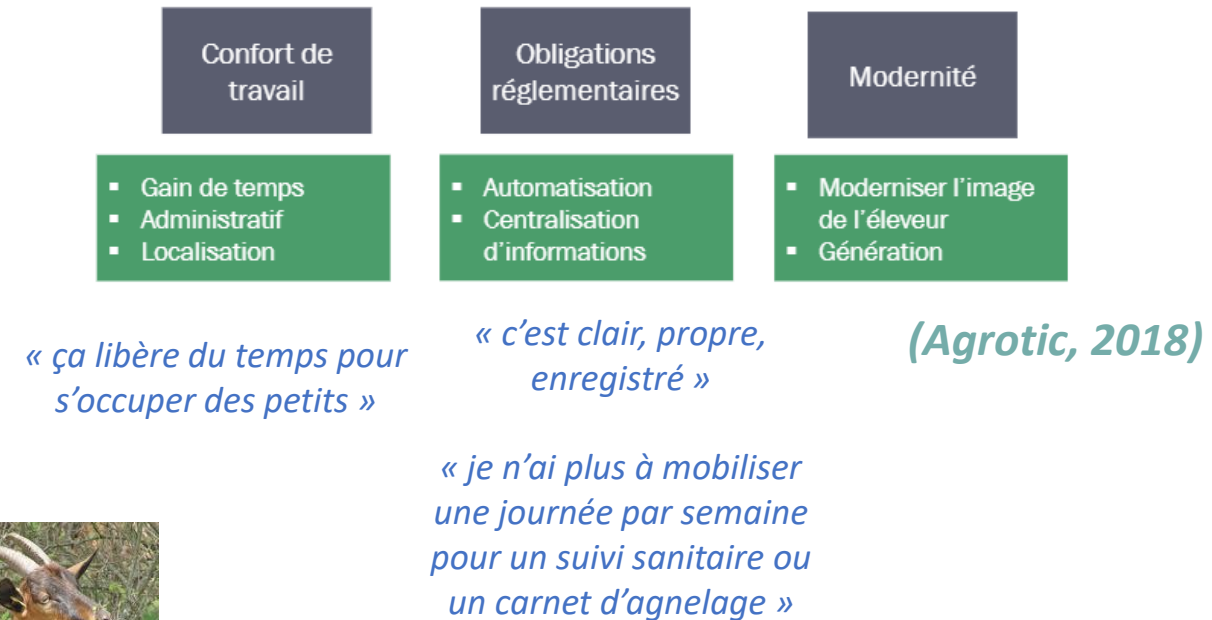 Confort de
travail
Obligations
réglementaires
Modernité
▪ Gain de temps
▪ Administratif
▪ Localisation
▪ Automatisation
▪ Centralisation
d'informations
▪ Moderniser l'image
de l'éleveur
▪ Génération
« ça libère du temps pour
s'occuper des petits »
« c'est clair, propre,
enregistré »
(Agrotic, 2018)
« je n'ai plus à mobiliser
une journée par semaine
pour un suivi sanitaire ou
un carnet d'agnelage »